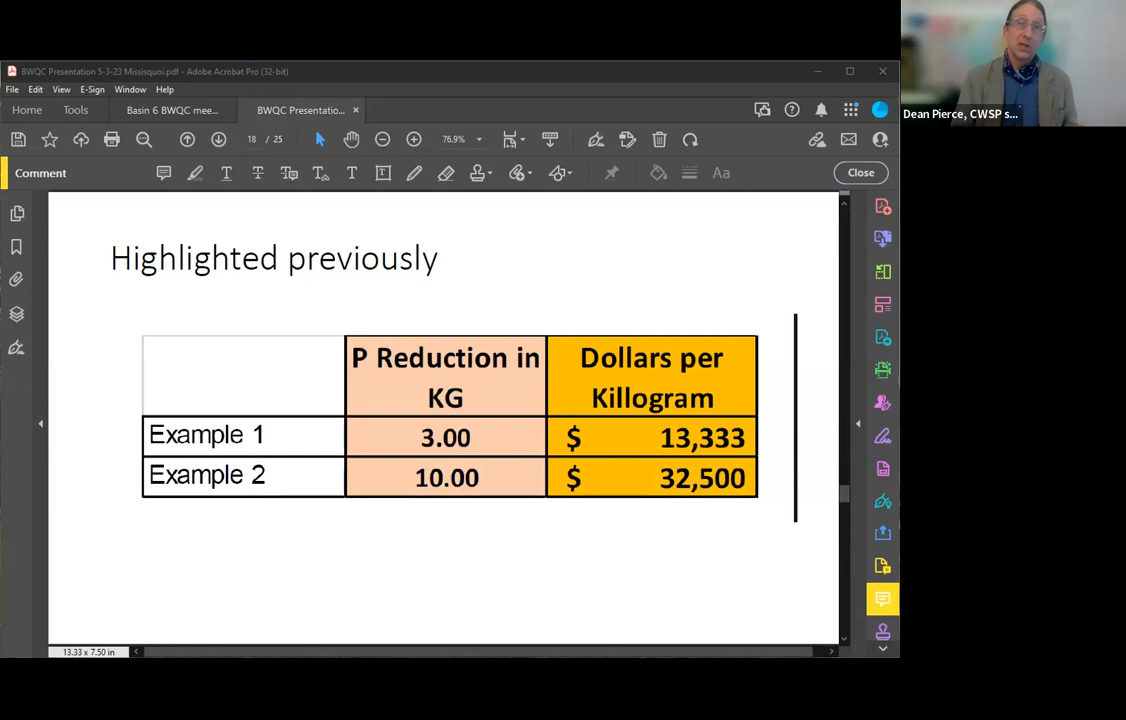 BWQC Presentation 5-3-23 Missisquoi.pdf - Adobe Acrobat Pro (32-bit)
File Edit View E-Sign Window Help
Home Tools Basin 6 BWQC mee... BWQC Presentatio... ×
18 / 25 76.9%
Comment
Aa
Close
Highlighted previously
P Reduction in
KG
Dollars per
Killogram
Example 1 3.00 $ 13,333
Example 2 10.00 $ 32,500
13.33 x 7.50 in
Dean Pierce, CWSP s...